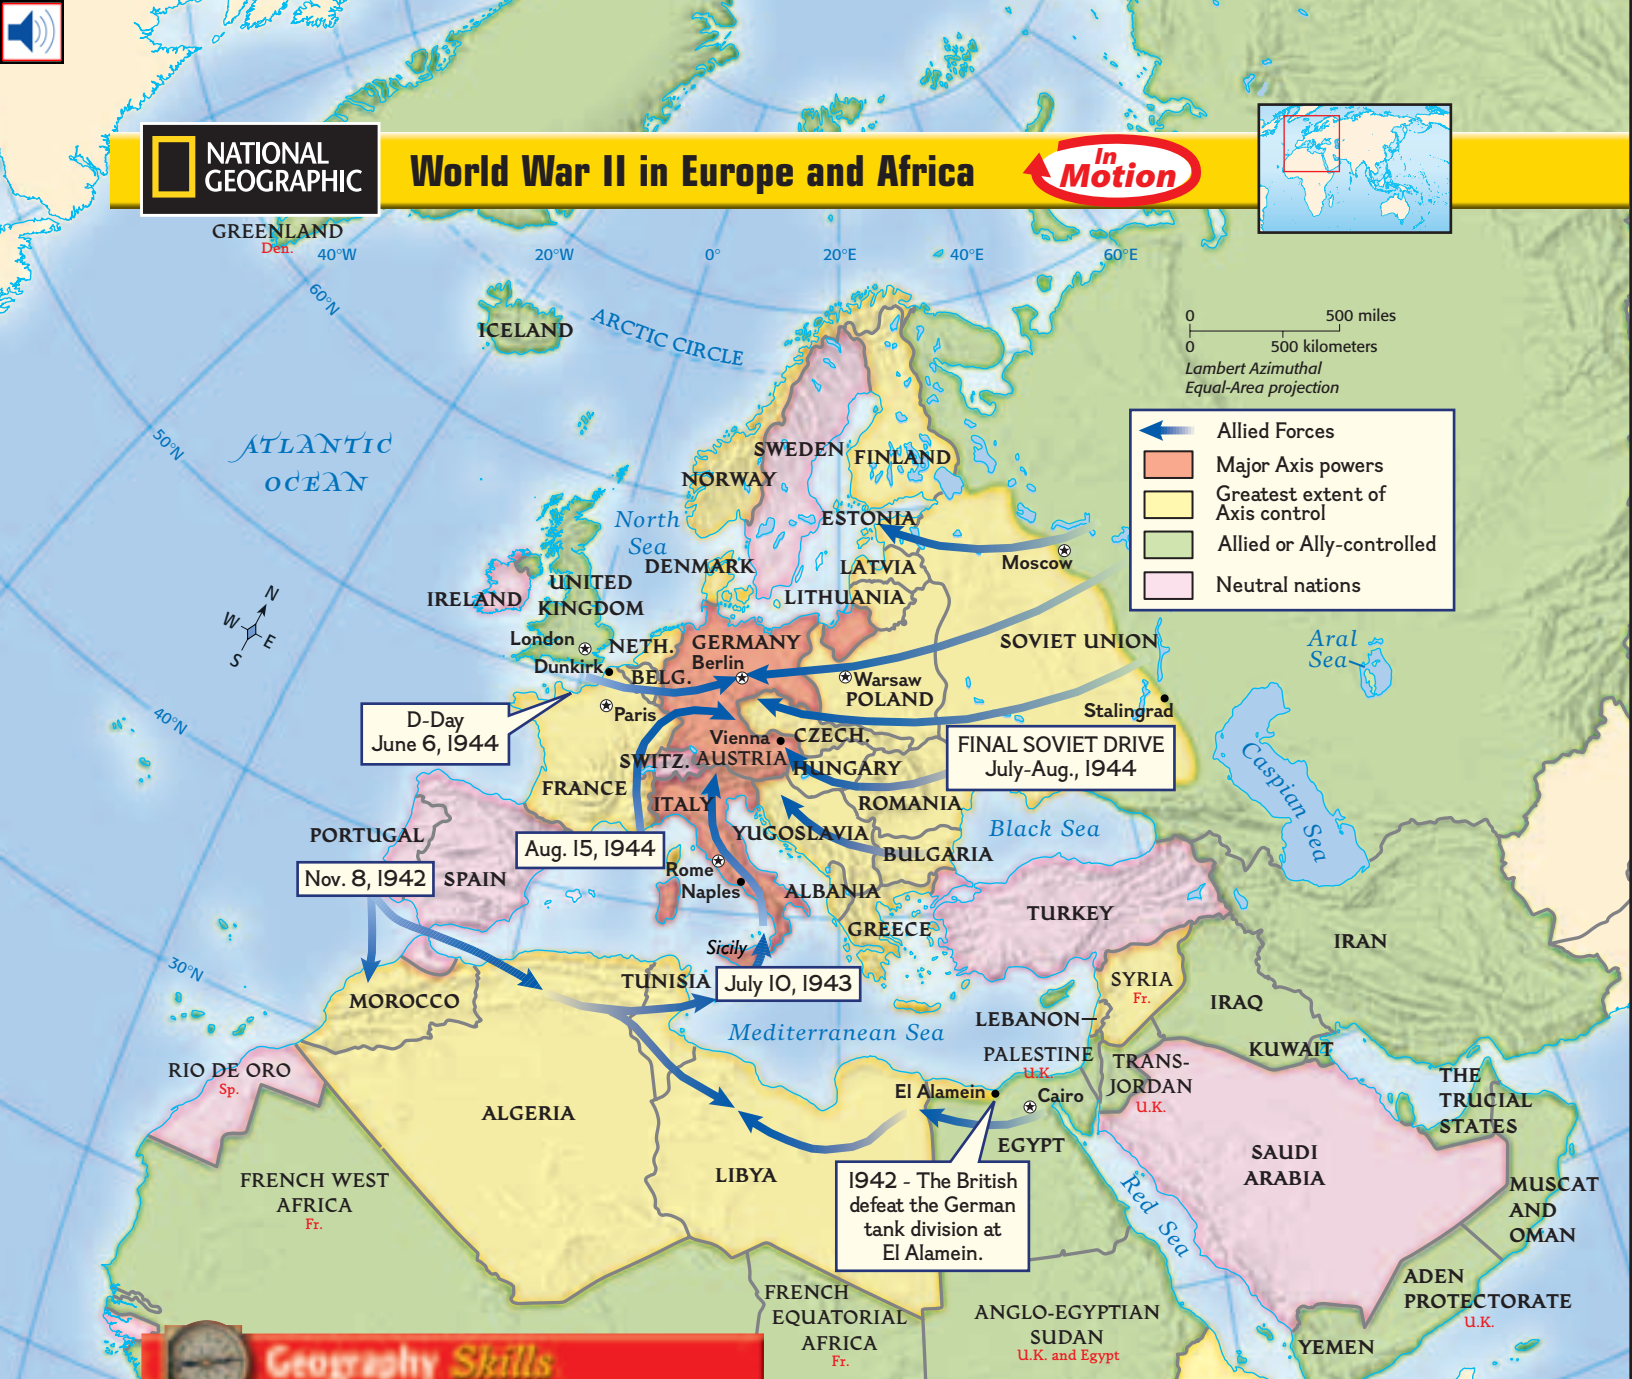 NATIONAL
GEOGRAPHIC
World War II in Europe and Africa
In
Motion
GREENLAND
Den.
40°W
20°W
0°
20°E
40°E
60°E
60°N
50°N
40°N
30°N
ICELAND
ARCTIC CIRCLE
0
500 miles
0
500 kilometers
Lambert Azimuthal
Equal-Area projection
Allied Forces
Major Axis powers
Greatest extent of
Axis control
Allied or Ally-controlled
Neutral nations
ATLANTIC
OCEAN
N
W
E
S
North
Sea
SWEDEN
FINLAND
NORWAY
ESTONIA
Moscow
DENMARK
LATVIA
LITHUANIA
IRELAND
UNITED
KINGDOM
London
NETH.
GERMANY
Berlin
SOVIET UNION
Aral
Sea
Dunkirk
BELG.
Warsaw
POLAND
Paris
Stalingrad
D-Day
June 6, 1944
Vienna
CZECH.
FINAL SOVIET DRIVE
July-Aug., 1944
SWITZ.
AUSTRIA
HUNGARY
FRANCE
ITALY
ROMANIA
Caspian Sea
PORTUGAL
YUGOSLAVIA
Black Sea
Aug. 15, 1944
BULGARIA
Nov. 8, 1942
SPAIN
Rome
Naples
ALBANIA
TURKEY
GREECE
IRAN
Sicily
MOROCCO
TUNISIA
July 10, 1943
SYRIA
Fr.
IRAQ
LEBANON
Mediterranean Sea
PALESTINE
U.K.
TRANS-
JORDAN
U.K.
KUWAIT
RIO DE ORO
Sp.
THE
TRUCIAL
STATES
El Alamein
Cairo
ALGERIA
EGYPT
LIBYA
SAUDI
ARABIA
FRENCH WEST
AFRICA
Fr.
1942 - The British
defeat the German
tank division at
El Alamein.
Red Sea
MUSCAT
AND
OMAN
ADEN
PROTECTORATE
U.K.
FRENCH
EQUATORIAL
AFRICA
Fr.
ANGLO-EGYPTIAN
SUDAN
U.K. and Egypt
YEMEN
Geography Skills